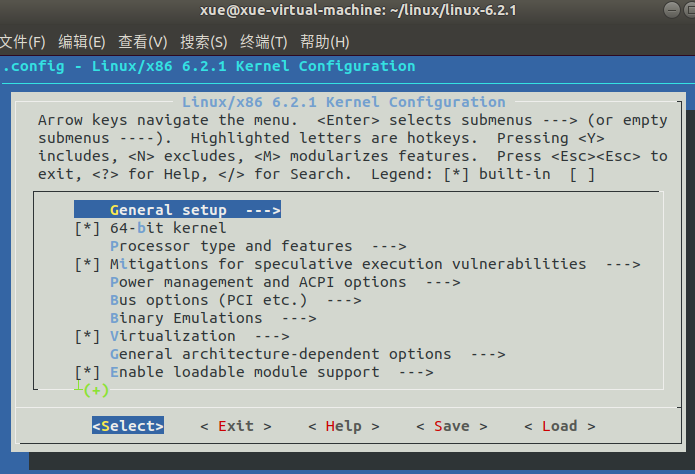 xue@xue-virtual-machine: ~/linux/linux-6.2.1
文件(F) 编辑(E) 查看(V) 搜索(S) 终端(T) 帮助(H)
.config - Linux/x86 6.2.1 Kernel Configuration
Linux/x86 6.2.1 Kernel Configuration
Arrow keys navigate the menu.  <Enter> selects submenus ---> (or empty
submenus ----).  Highlighted letters are hotkeys.  Pressing <Y>
includes, <N> excludes, <M> modularizes features.  Press <Esc><Esc> to
exit, <?> for Help, </> for Search.  Legend: [*] built-in  [ ]
General setup  --->
[*] 64-bit kernel
Processor type and features  --->
[*] Mitigations for speculative execution vulnerabilities  --->
Power management and ACPI options  --->
Bus options (PCI etc.)  --->
Binary Emulations  --->
[*] Virtualization  --->
General architecture-dependent options  --->
[*] Enable loadable module support  --->
(+)
<Select>    < Exit >    < Help >    < Save >    < Load >